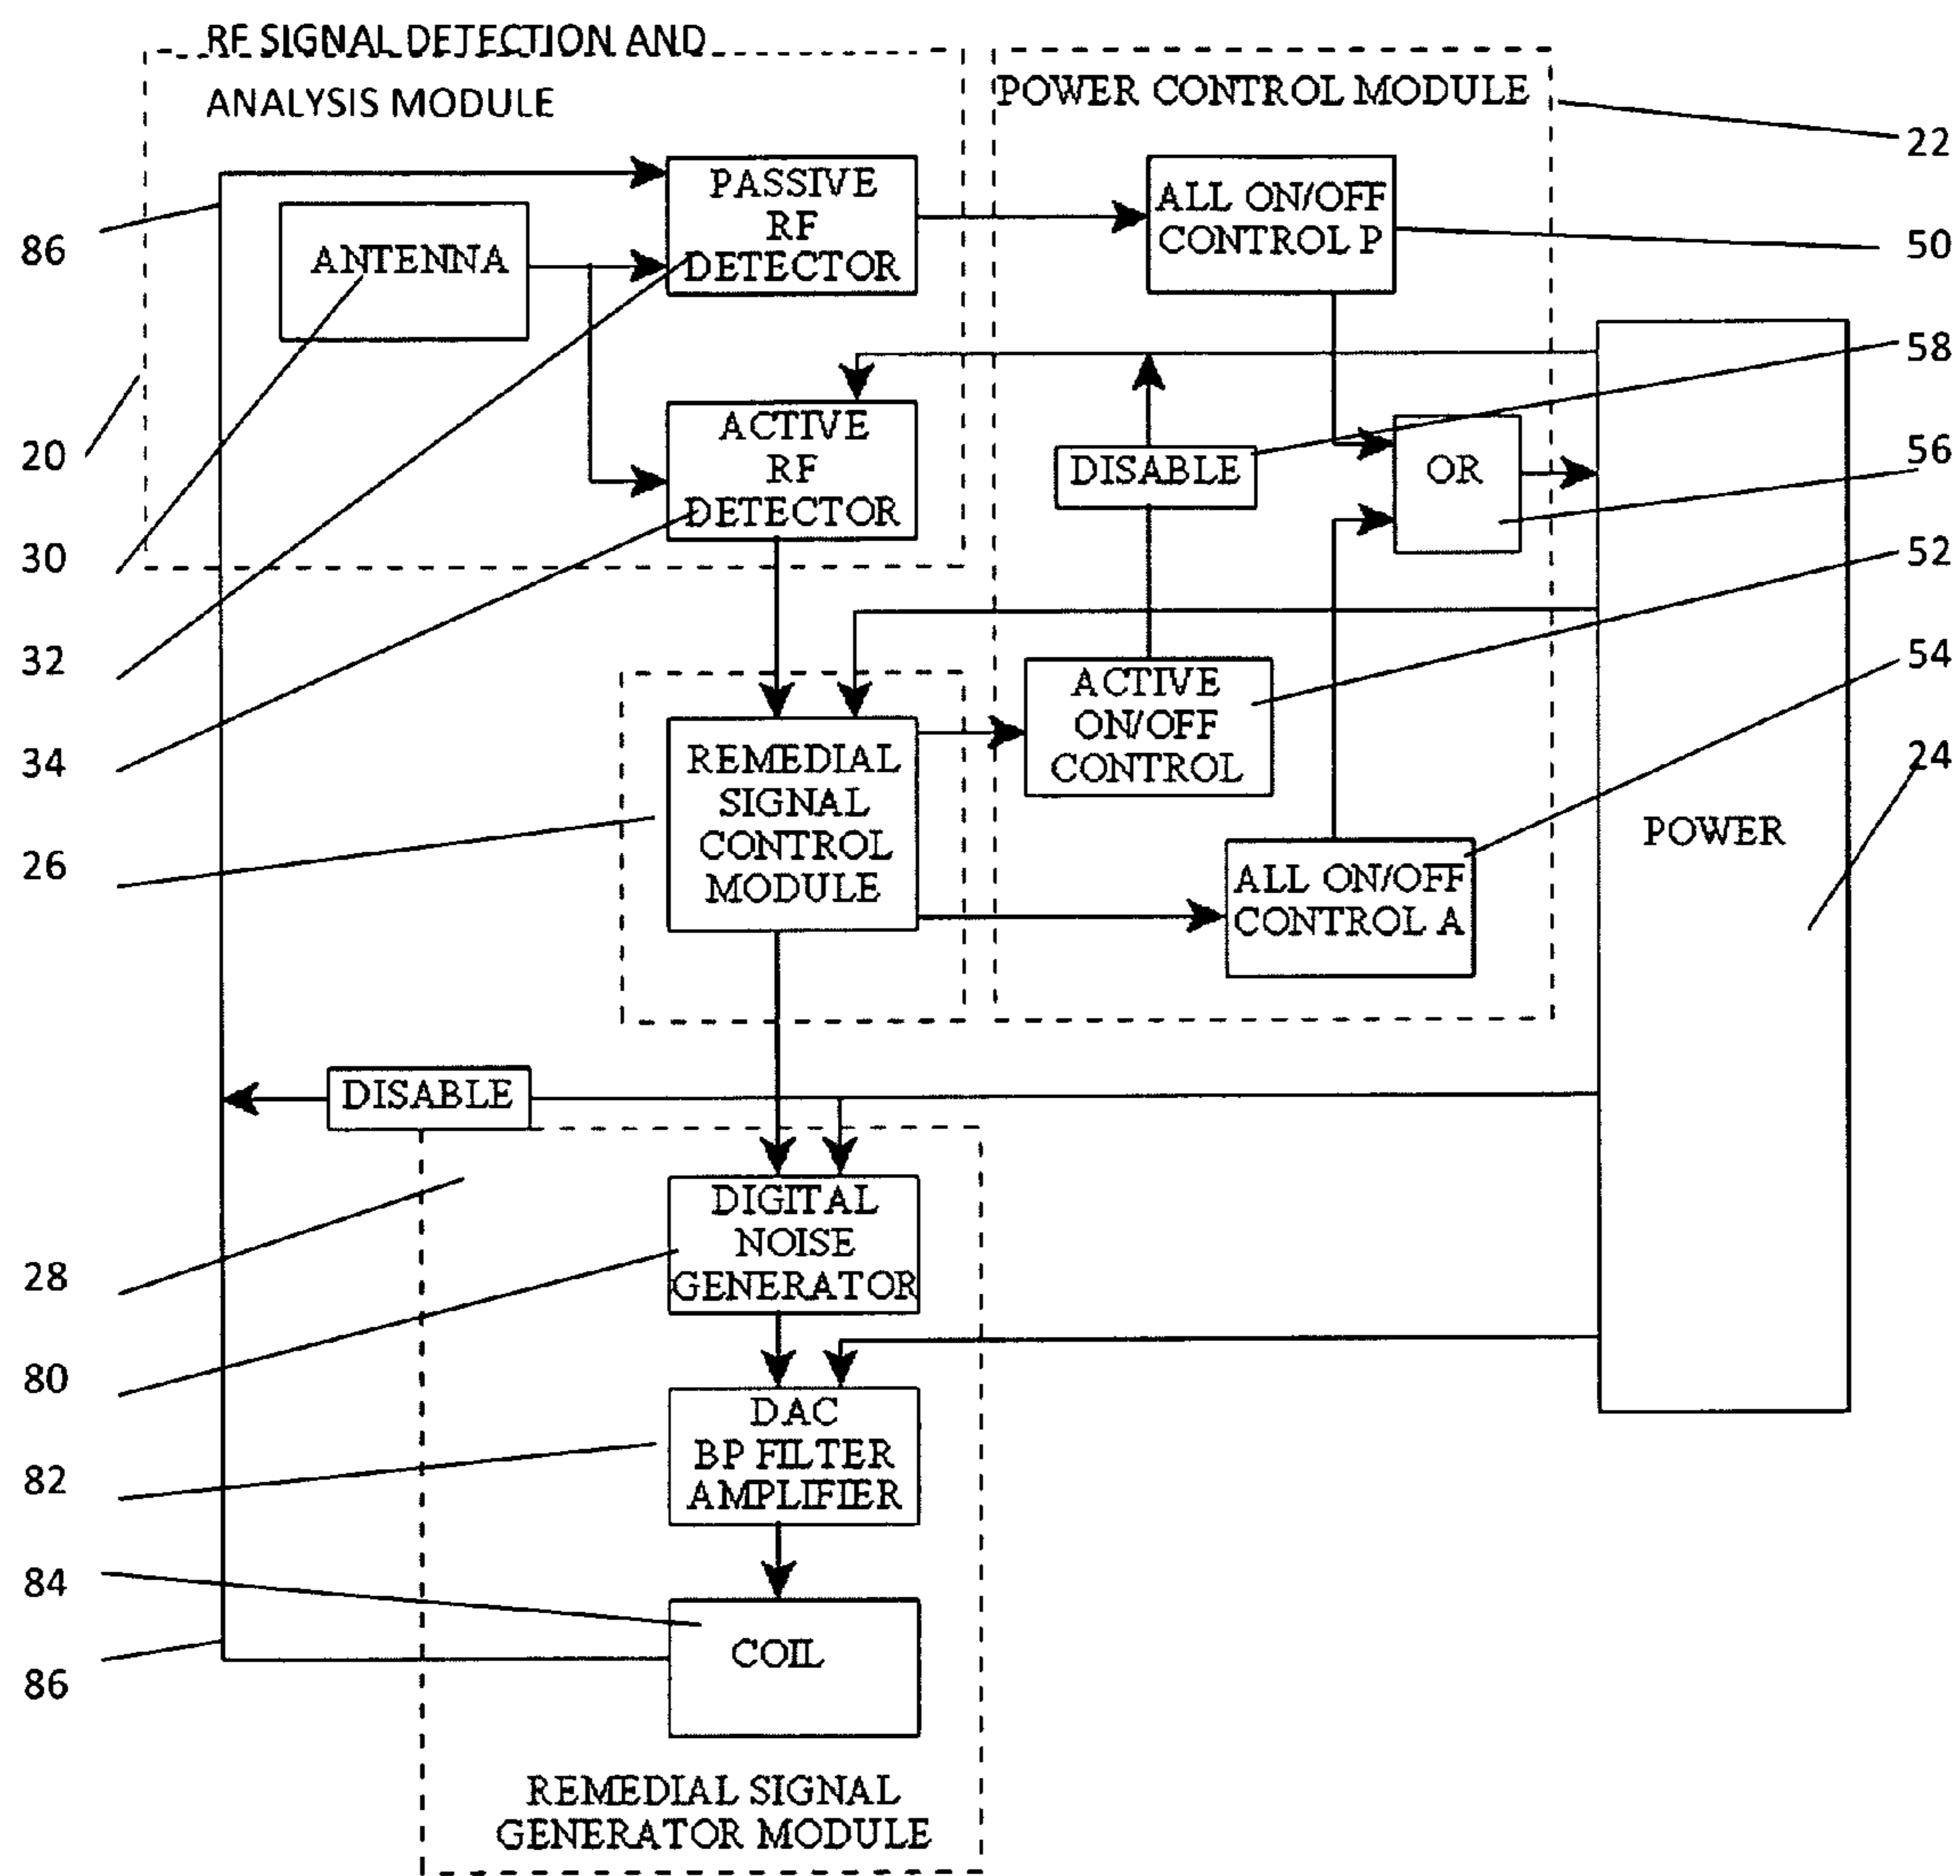 RF SIGNAL DETECTION AND
ANALYSIS MODULE
POWER CONTROL MODULE
22
PASSIVE
RF
DETECTOR
ALL ON/OFF
CONTROL P
86
ANTENNA
50
58
ACTIVE
RF
DETECTOR
DISABLE
OR
20
56
30
52
32
ACTIVE
ON/OFF
CONTROL
54
34
REMEDIAL
SIGNAL
CONTROL
MODULE
24
POWER
26
ALL ON/OFF
CONTROL A
DISABLE
DIGITAL
NOISE
GENERATOR
28
80
DAC
BP FILTER
AMPLIFIER
82
84
COIL
86
REMEDIAL SIGNAL
GENERATOR MODULE